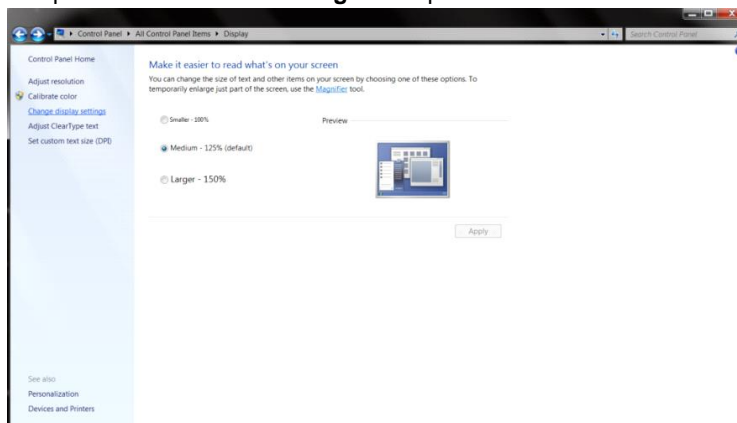 Control Panel ▸ All Control Panel Items ▸ Display
Search Control Panel
Control Panel Home
Adjust resolution
Calibrate color
Change display settings
Adjust ClearType text
Set custom text size (DPI)
See also
Personalization
Devices and Printers
Make it easier to read what's on your screen
You can change the size of text and other items on your screen by choosing one of these options. To
temporarily enlarge just part of the screen, use the Magnifier tool.
Smaller - 100%
Preview
Medium - 125% (default)
Larger - 150%
Apply